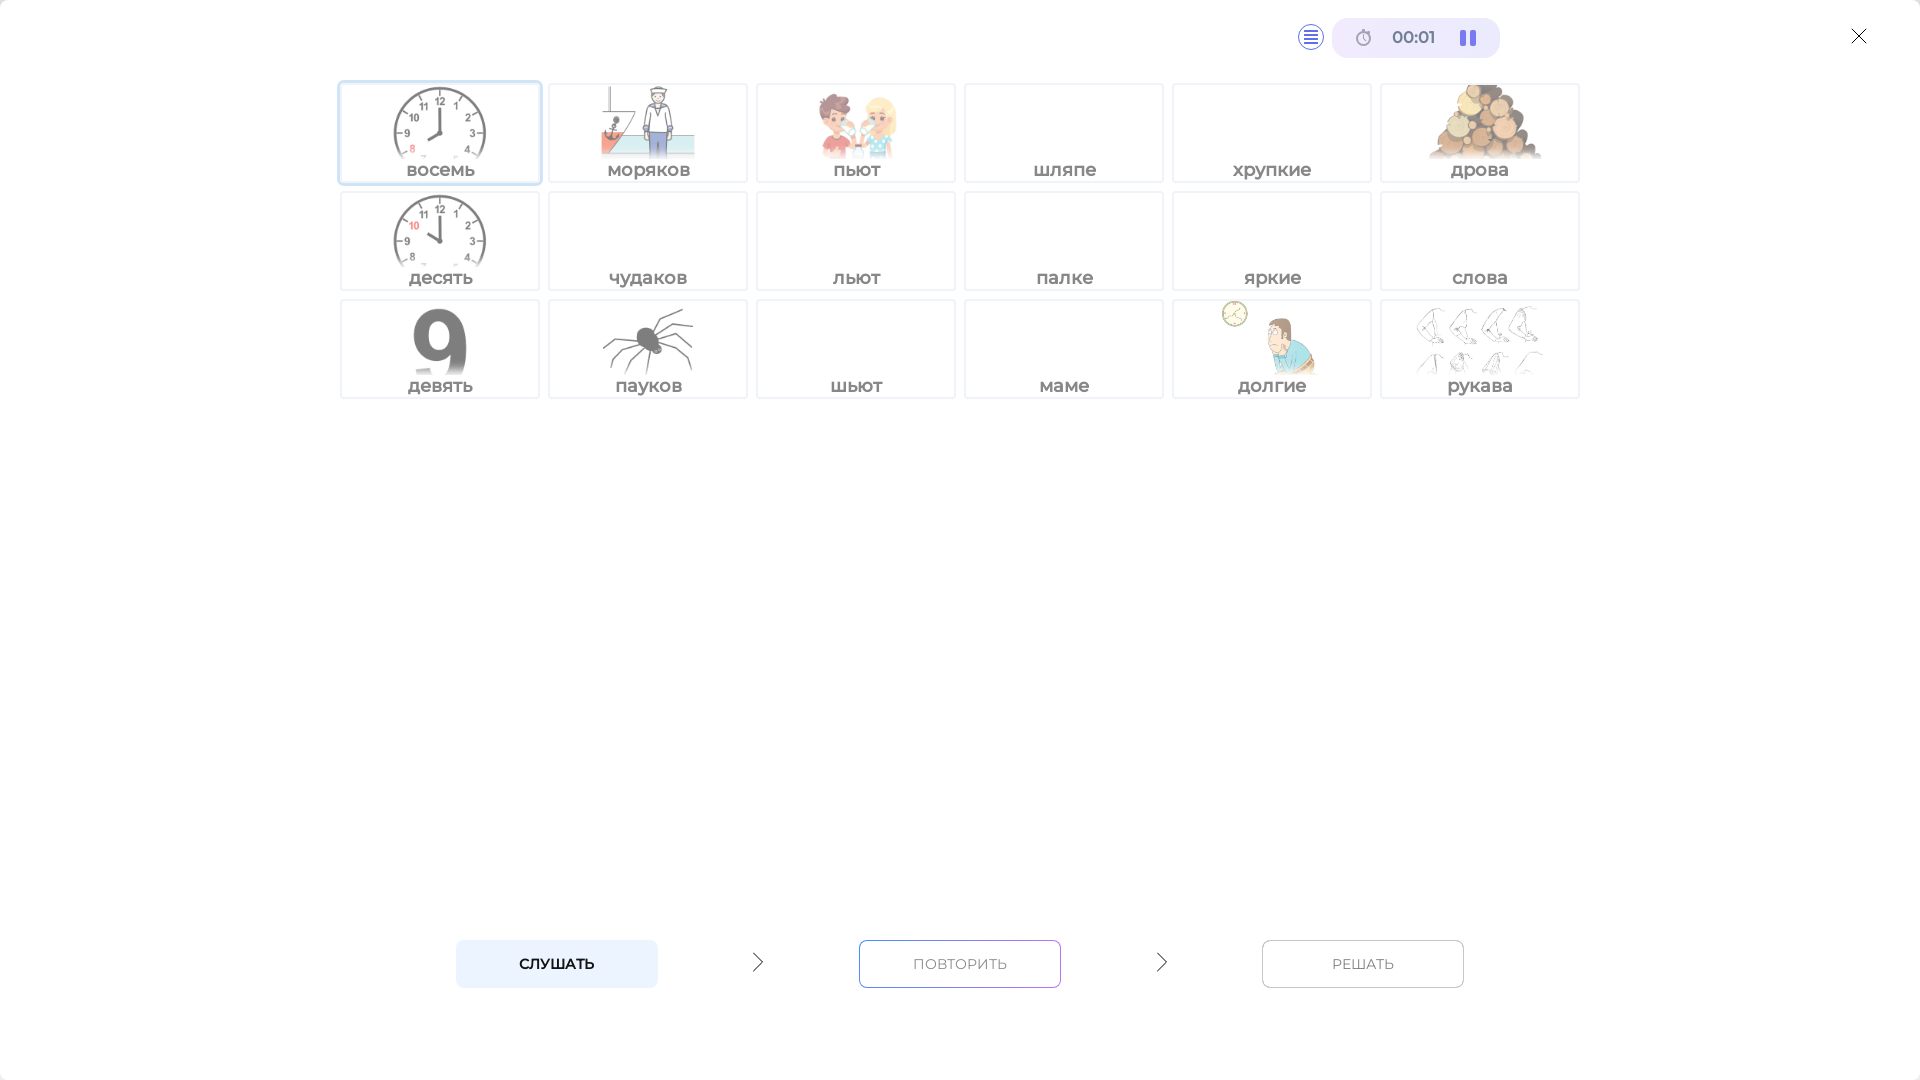 00:01
восемь моряков пьют шляпе хрупкие дрова
десять чудаков льют палке яркие слова
9
девять пауков шьют маме долгие рукава
СЛУШАТЬ ПОВТОРИТЬ РЕШАТЬ